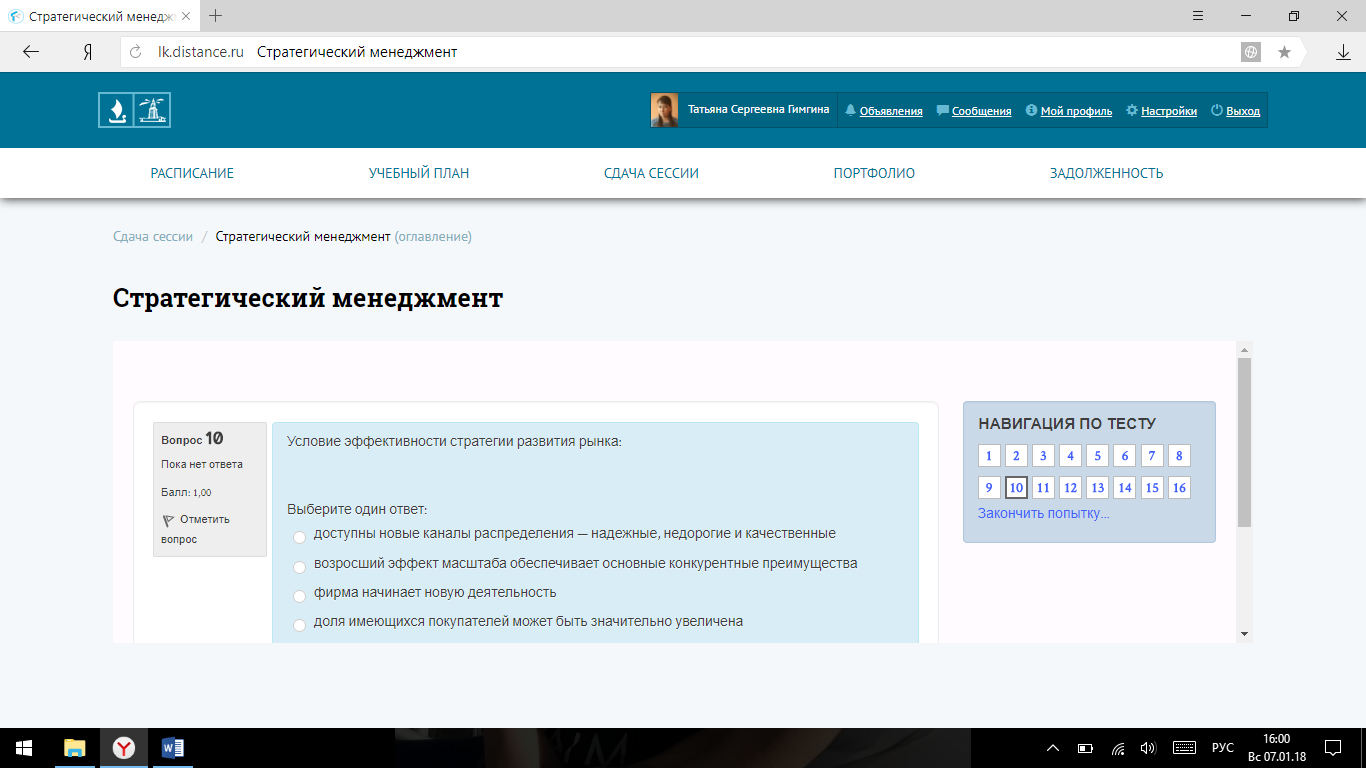 Стратегический менедж
lk.distance.ru Стратегический менеджмент
Татьяна Сергеевна Гимгина Объявления Сообщения Мой профиль Настройки Выход
РАСПИСАНИЕ УЧЕБНЫЙ ПЛАН СДАЧА СЕССИИ ПОРТФОЛИО ЗАДОЛЖЕННОСТЬ
Сдача сессии / Стратегический менеджмент (оглавление)
Стратегический менеджмент
Вопрос 10
Пока нет ответа
Балл: 1,00
Отметить
вопрос
Условие эффективности стратегии развития рынка:
Выберите один ответ:
доступны новые каналы распределения — надежные, недорогие и качественные
возросший эффект масштаба обеспечивает основные конкурентные преимущества
фирма начинает новую деятельность
доля имеющихся покупателей может быть значительно увеличена
НАВИГАЦИЯ ПО ТЕСТУ
1 2 3 4 5 6 7 8
9 10 11 12 13 14 15 16
Закончить попытку...
РУС
16:00
Вс 07.01.18